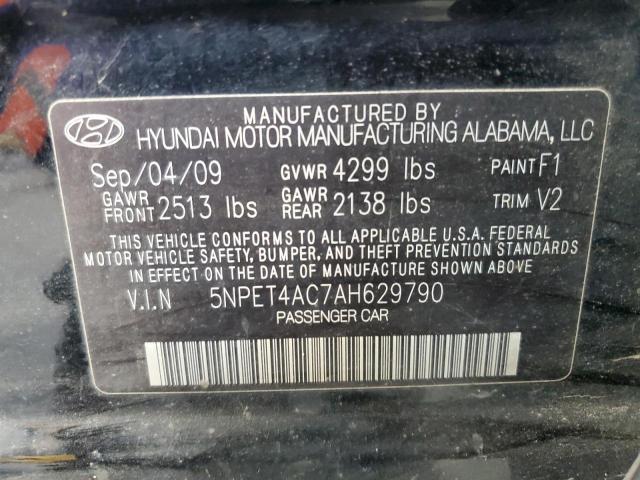 MANUFACTURED BY
HYUNDAI MOTOR MANUFACTURING ALABAMA, LLC
Sep/04/09 GVWR 4299 lbs PAINT F1
GAWR FRONT 2513 lbs GAWR REAR 2138 lbs TRIM V2
THIS VEHICLE CONFORMS TO ALL APPLICABLE U.S.A. FEDERAL
MOTOR VEHICLE SAFETY, BUMPER, AND THEFT PREVENTION STANDARDS
IN EFFECT ON THE DATE OF MANUFACTURE SHOWN ABOVE
V.I.N 5NPET4AC7AH629790
PASSENGER CAR